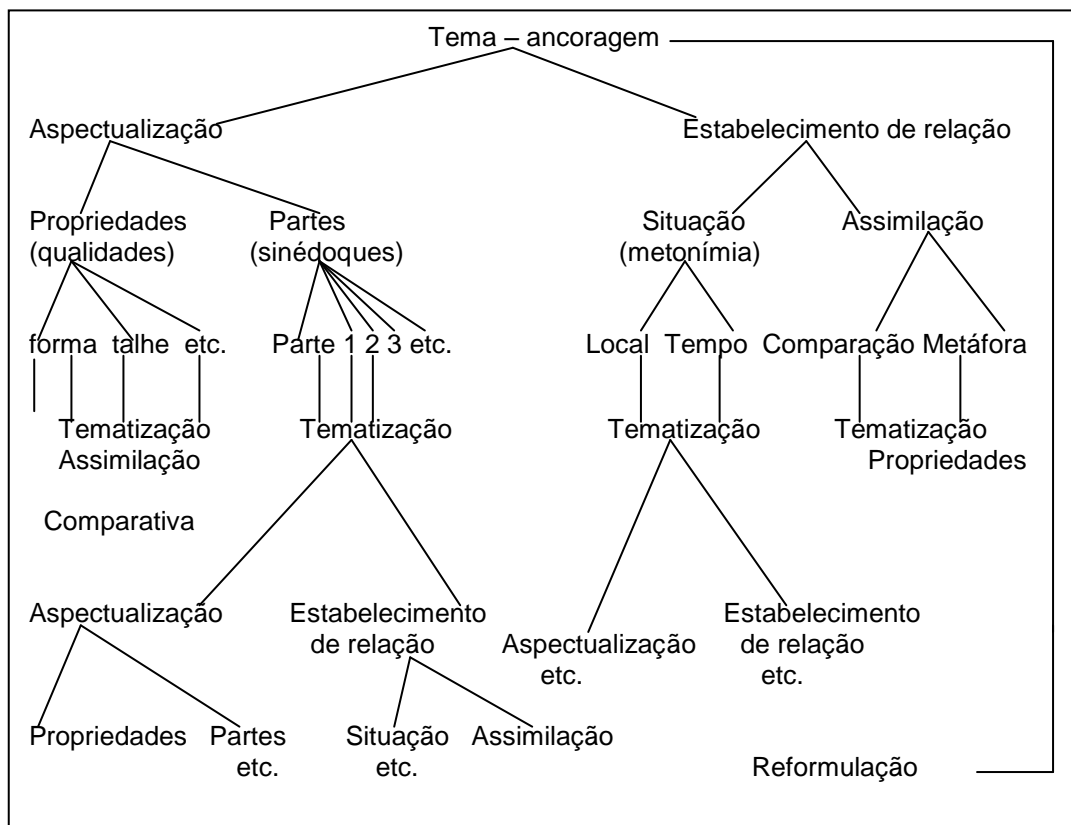 Tema – ancoragem
Aspectualização Estabelecimento de relação
Propriedades Partes Situação Assimilação
(qualidades) (sinédoques) (metonímia)
forma talhe etc. Parte 1 2 3 etc. Local Tempo Comparação Metáfora
Tematização Tematização Tematização Tematização
Assimilação Propriedades
Comparativa
Aspectualização Estabelecimento Estabelecimento
de relação Aspectualização de relação
etc. etc.
Propriedades Partes Situação Assimilação
etc. etc. Reformulação